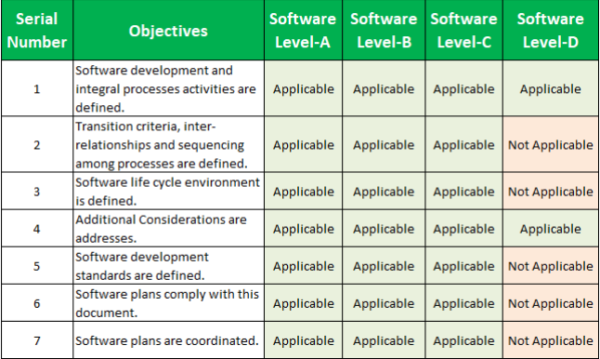 Serial Number Objectives Software Level-A Software Level-B Software Level-C Software Level-D
1 Software development and integral processes activities are defined. Applicable Applicable Applicable Applicable
2 Transition criteria, inter-relationships and sequencing among processes are defined. Applicable Applicable Applicable Not Applicable
3 Software life cycle environment is defined. Applicable Applicable Applicable Not Applicable
4 Additional Considerations are addresses. Applicable Applicable Applicable Applicable
5 Software development standards are defined. Applicable Applicable Applicable Not Applicable
6 Software plans comply with this document. Applicable Applicable Applicable Not Applicable
7 Software plans are coordinated. Applicable Applicable Applicable Not Applicable